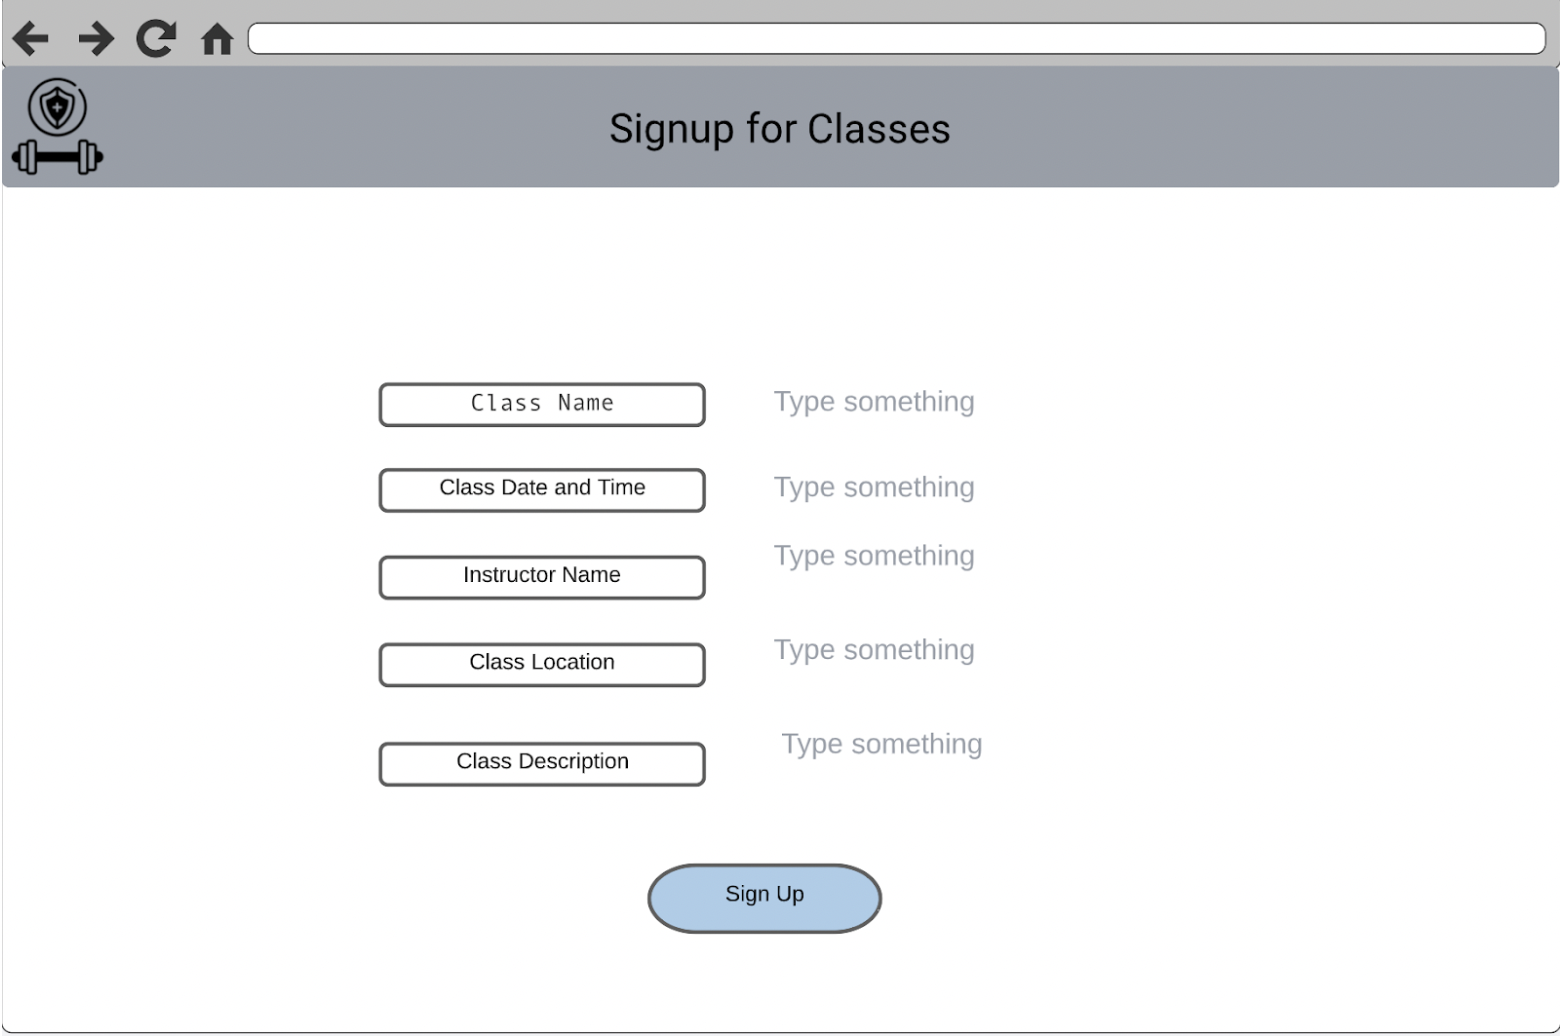 Signup for Classes
Class Name
Type something
Class Date and Time
Type something
Instructor Name
Type something
Class Location
Type something
Class Description
Type something
Sign Up